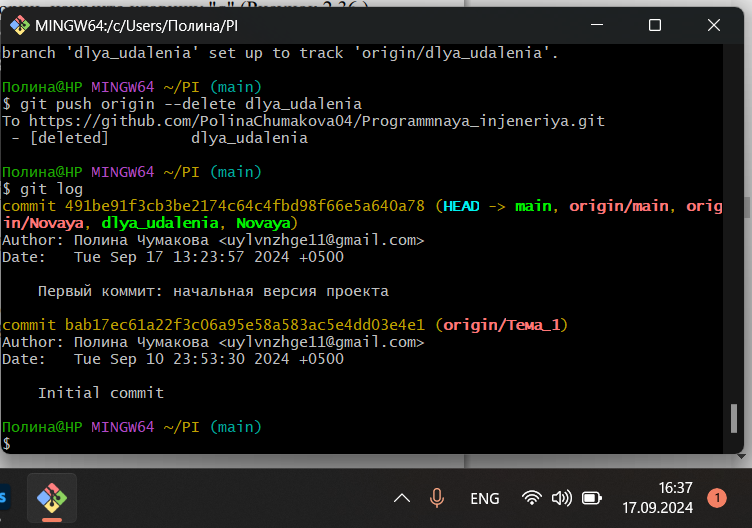 MINGW64:/c/Users/Полина/PI
branch 'dlya_udalenia' set up to track 'origin/dlya_udalenia'.
Полина@HP MINGW64 ~/PI (main)
$ git push origin --delete dlya_udalenia
To https://github.com/PolinaChumakova04/Programmnaya_injeneriya.git
 - [deleted]         dlya_udalenia
Полина@HP MINGW64 ~/PI (main)
$ git log
commit 491be91f3cb3be2174c64c4fbd98f66e5a640a78 (HEAD -> main, origin/main, orig
in/Novaya, dlya_udalenia, Novaya)
Author: Полина Чумакова <uylvnzhge11@gmail.com>
Date:   Tue Sep 17 13:23:57 2024 +0500
    Первый коммит: начальная версия проекта
commit bab17ec61a22f3c06a95e58a583ac5e4dd03e4e1 (origin/Тема_1)
Author: Полина Чумакова <uylvnzhge11@gmail.com>
Date:   Tue Sep 10 23:53:30 2024 +0500
    Initial commit
Полина@HP MINGW64 ~/PI (main)
$
ENG
16:37
17.09.2024
1